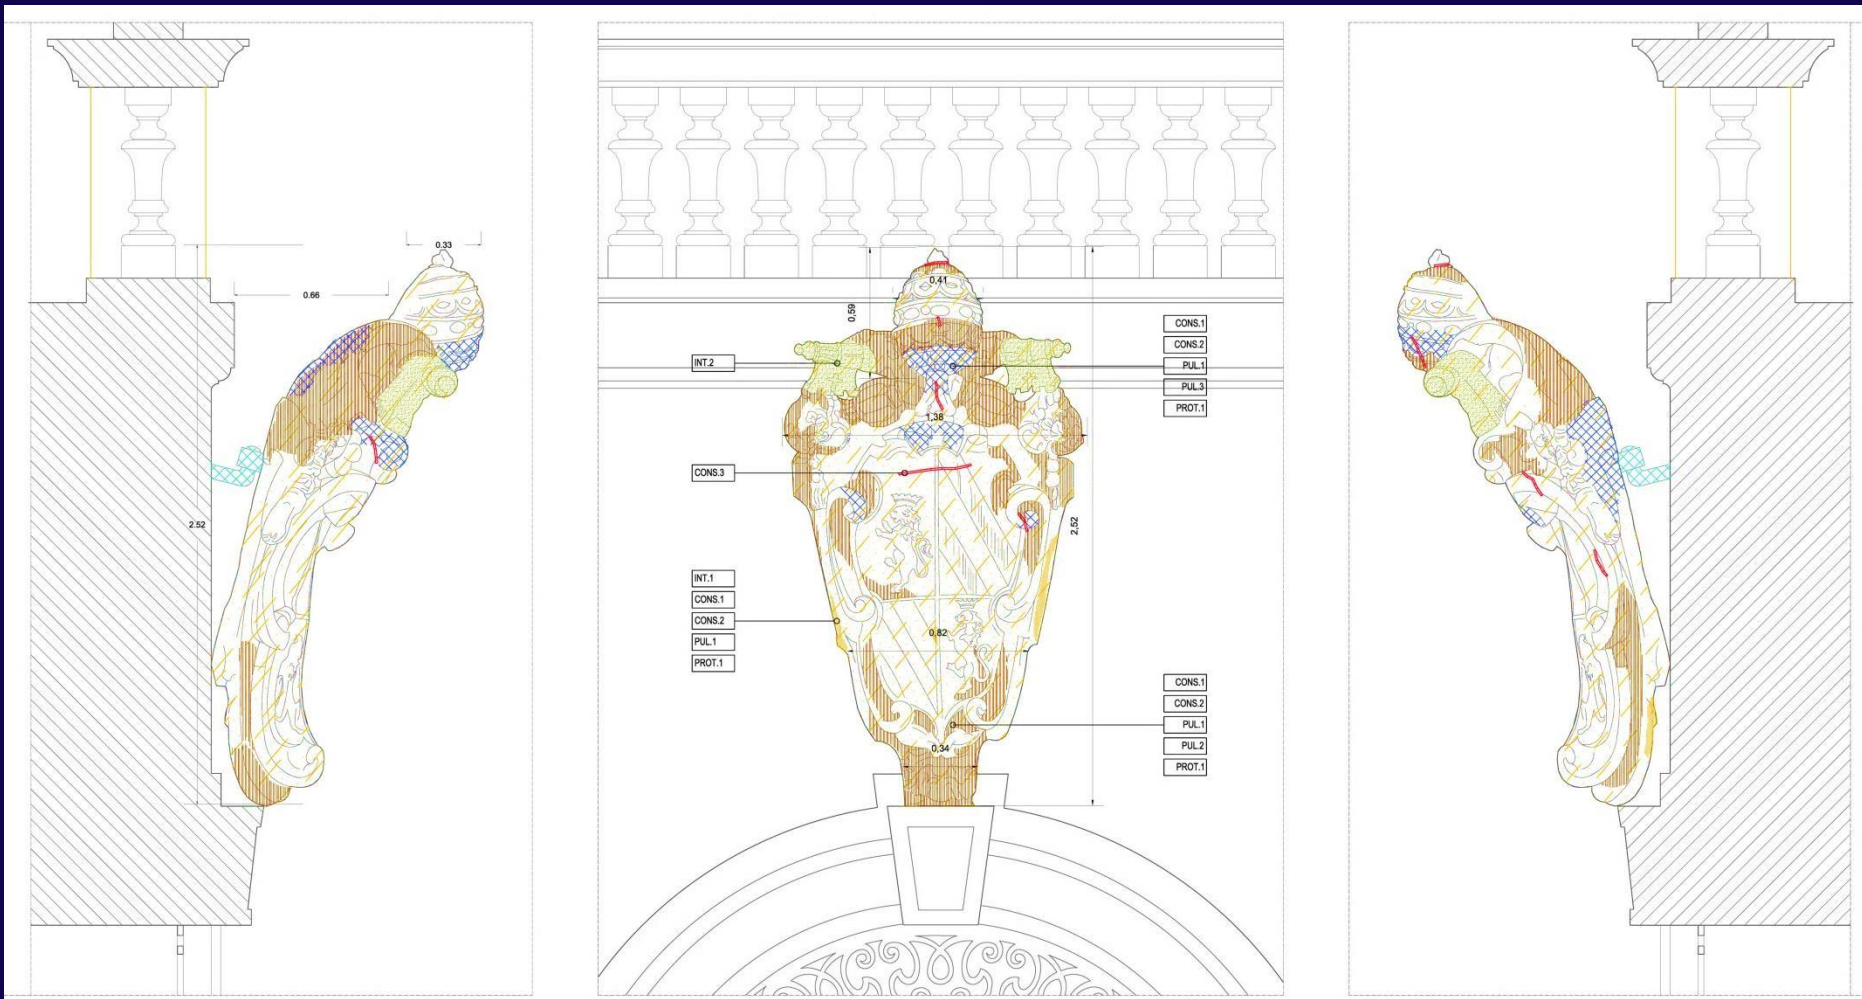 0.33
0.66
2.52
0,41
0,59
INT.2
CONS.1
CONS.2
PUL.1
PUL.3
PROT.1
1,38
CONS.3
2,52
INT.1
CONS.1
CONS.2
PUL.1
PROT.1
0,82
CONS.1
CONS.2
PUL.1
PUL.2
PROT.1
0,34